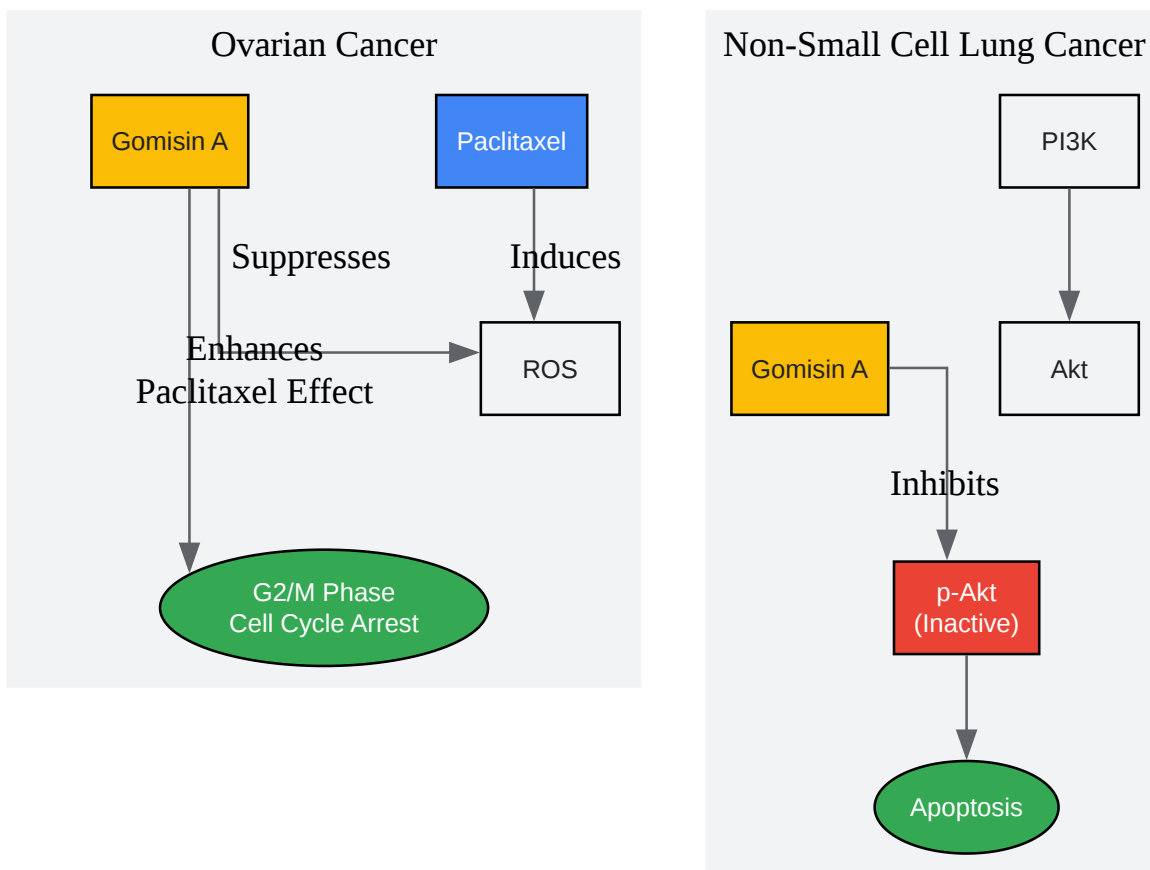 Ovarian Cancer
Gomisin A
Paclitaxel
Suppresses
Induces
Enhances
Paclitaxel Effect
ROS
G2/M Phase
Cell Cycle Arrest
Non-Small Cell Lung Cancer
PI3K
Gomisin A
Akt
Inhibits
p-Akt
(Inactive)
Apoptosis